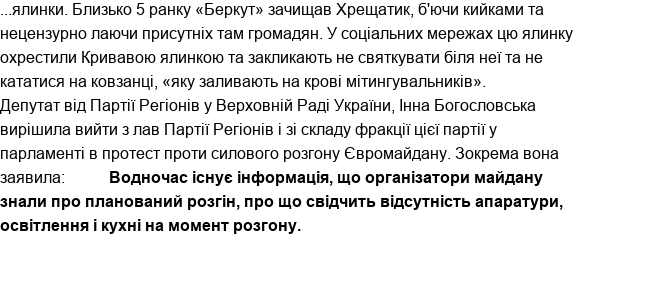 ...ялинки. Близько 5 ранку «Беркут» зачищав Хрещатик, б'ючи кийками та
нецензурно лаючи присутніх там громадян. У соціальних мережах цю ялинку
охрестили Кривавою ялинкою та закликають не святкувати біля неї та не
кататися на ковзанці, «яку заливають на крові мітингувальників».
Депутат від Партії Регіонів у Верховній Раді України, Інна Богословська
вирішила вийти з лав Партії Регіонів і зі складу фракції цієї партії у
парламенті в протест проти силового розгону Євромайдану. Зокрема вона
заявила: Водночас існує інформація, що організатори майдану
знали про планований розгін, про що свідчить відсутність апаратури,
освітлення і кухні на момент розгону.